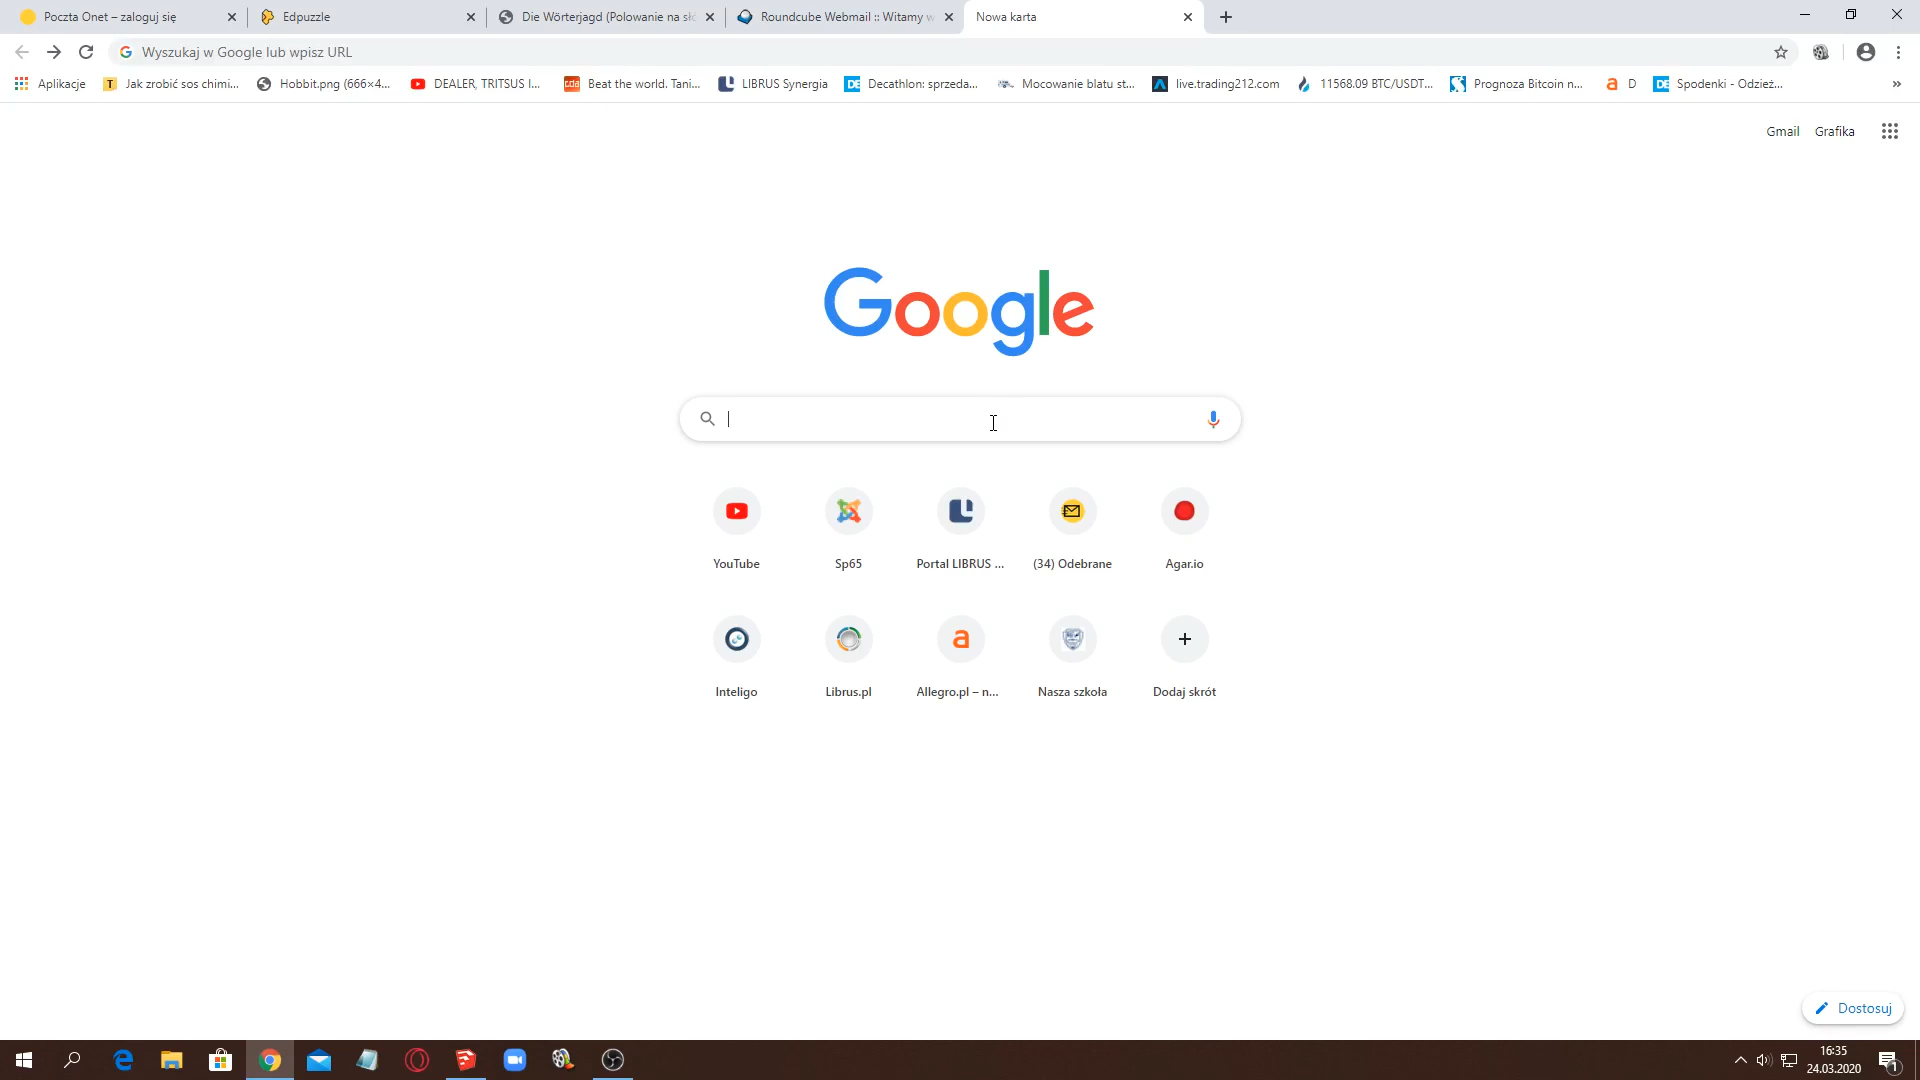 Poczta Onet – zaloguj się
Edpuzzle
Die Wörterjagd (Polowanie na sł
Roundcube Webmail :: Witamy w
Nowa karta
Wyszukaj w Google lub wpisz URL
Aplikacje
Jak zrobić sos chimi...
Hobbit.png (666×4...
DEALER, TRITSUS I...
Beat the world. Tani...
LIBRUS Synergia
Decathlon: sprzeda...
Mocowanie blatu st...
live.trading212.com
11568.09 BTC/USDT...
Prognoza Bitcoin n...
D
Spodenki - Odzież...
Gmail
Grafika
Google
YouTube
Sp65
Portal LIBRUS ...
(34) Odebrane
Agar.io
Inteligo
Librus.pl
Allegro.pl – n...
Nasza szkoła
Dodaj skrót
Dostosuj
16:35
24.03.2020